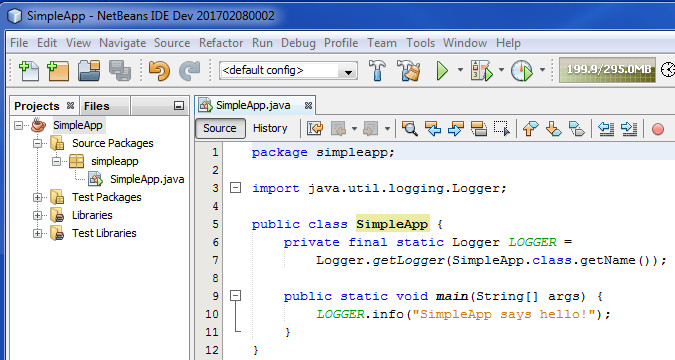 SimpleApp - NetBeans IDE Dev 201702080002
File Edit View Navigate Source Refactor Run Debug Profile Team Tools Window Help
<default config>
199.9/295.0MB
Projects Files
SimpleApp
Source Packages
simpleapp
SimpleApp.java
Test Packages
Libraries
Test Libraries
SimpleApp.java
Source History
1 package simpleapp;
2
3 import java.util.logging.Logger;
4
5 public class SimpleApp {
6 private final static Logger LOGGER =
7 Logger.getLogger(SimpleApp.class.getName());
8
9 public static void main(String[] args) {
10 LOGGER.info("SimpleApp says hello!");
11 }
12 }